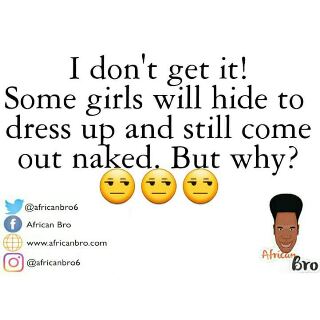 I don't get it!
Some girls will hide to
dress up and still come
out naked. But why?
@africanbro6
African Bro
www.africanbro.com
@africanbro6
African
Bro